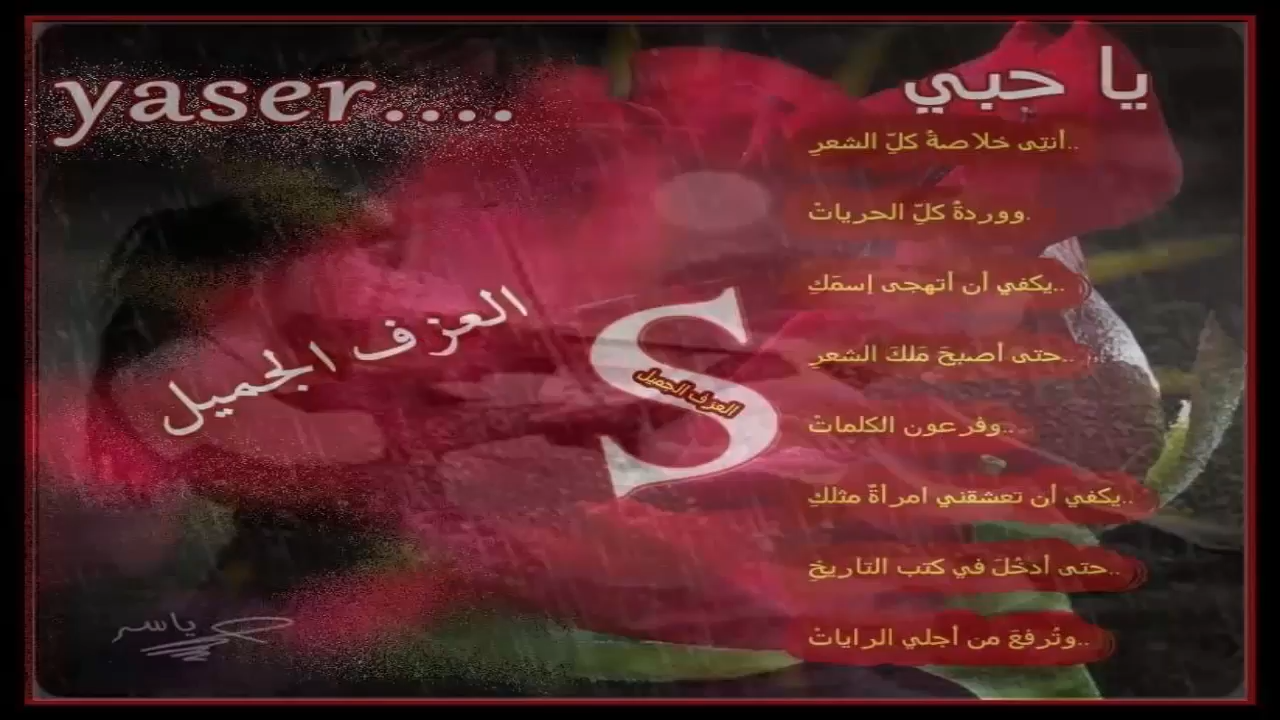 يا حبي
yaser....
..أنتِى خلاصةُ كلِّ الشعرِ
.ووردةُ كلِّ الحرياتْ
..يكفي أن أتهجى إسمَكِ
..حتى أصبحَ مَلكَ الشعرِ
..وفرعون الكلماتْ
..يكفي أن تعشقني امرأةٌ مثلكِ
..حتى أدخُلَ في كتب التاريخِ
..وتُرفعَ من أجلي الراياتْ
العزف الجميل
S
العزف الجميل
ياسر